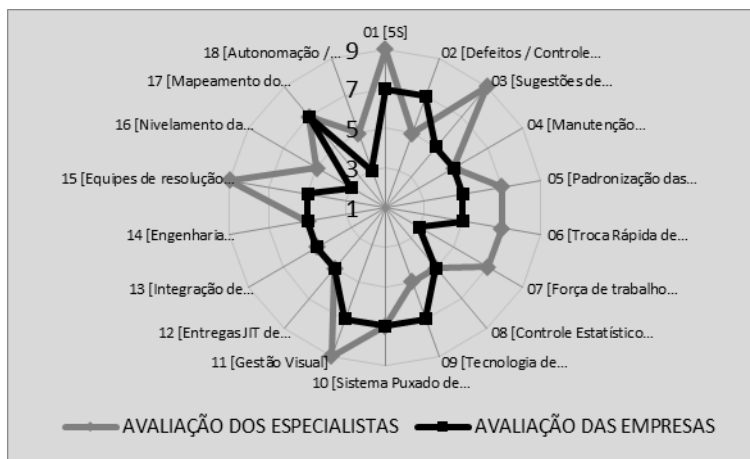 01 [5S]
02 [Defeitos / Controle...
03 [Sugestões de...
04 [Manutenção...
05 [Padronização das...
06 [Troca Rápida de...
07 [Força de trabalho...
08 [Controle Estatístico...
09 [Tecnologia de...
10 [Sistema Puxado de...
11 [Gestão Visual]
12 [Entregas JIT de...
13 [Integração de...
14 [Engenharia...
15 [Equipes de resolução...
16 [Nivelamento da...
17 [Mapeamento do...
18 [Autonomação /...
9
7
5
3
1
AVALIAÇÃO DOS ESPECIALISTAS
AVALIAÇÃO DAS EMPRESAS